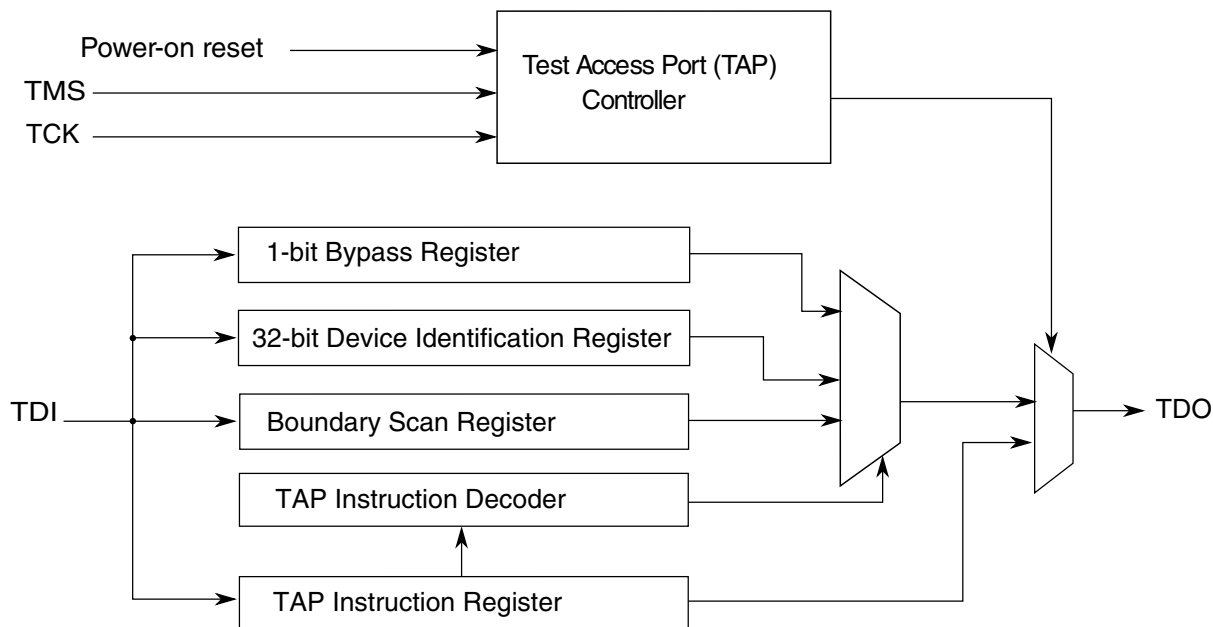 Power-on reset
TMS
TCK
Test Access Port (TAP)
Controller
1-bit Bypass Register
32-bit Device Identification Register
TDI
Boundary Scan Register
TDO
TAP Instruction Decoder
TAP Instruction Register